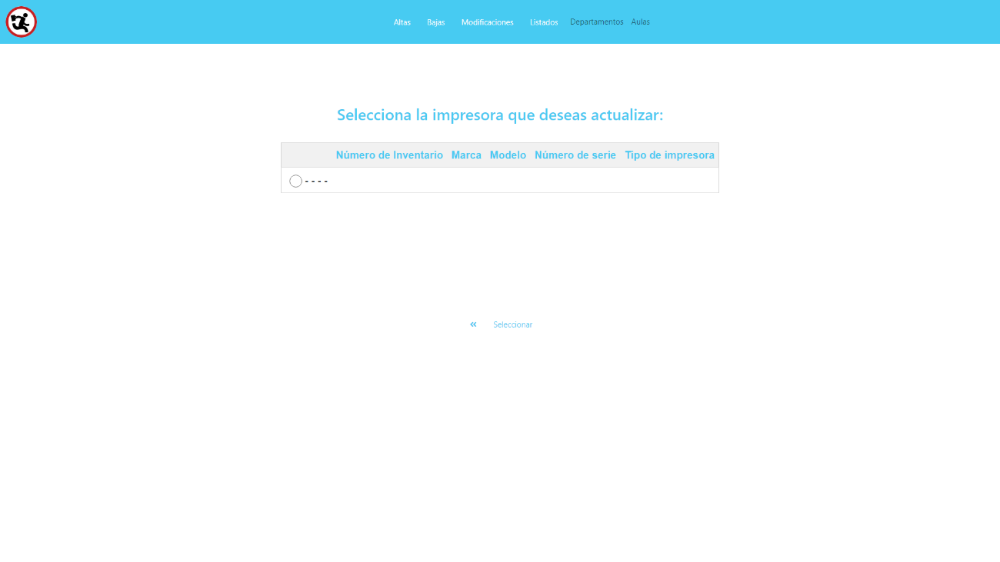 Altas Bajas Modificaciones Listados Departamentos Aulas
Selecciona la impresora que deseas actualizar:
Número de Inventario Marca Modelo Número de serie Tipo de impresora
- - - -
« Seleccionar